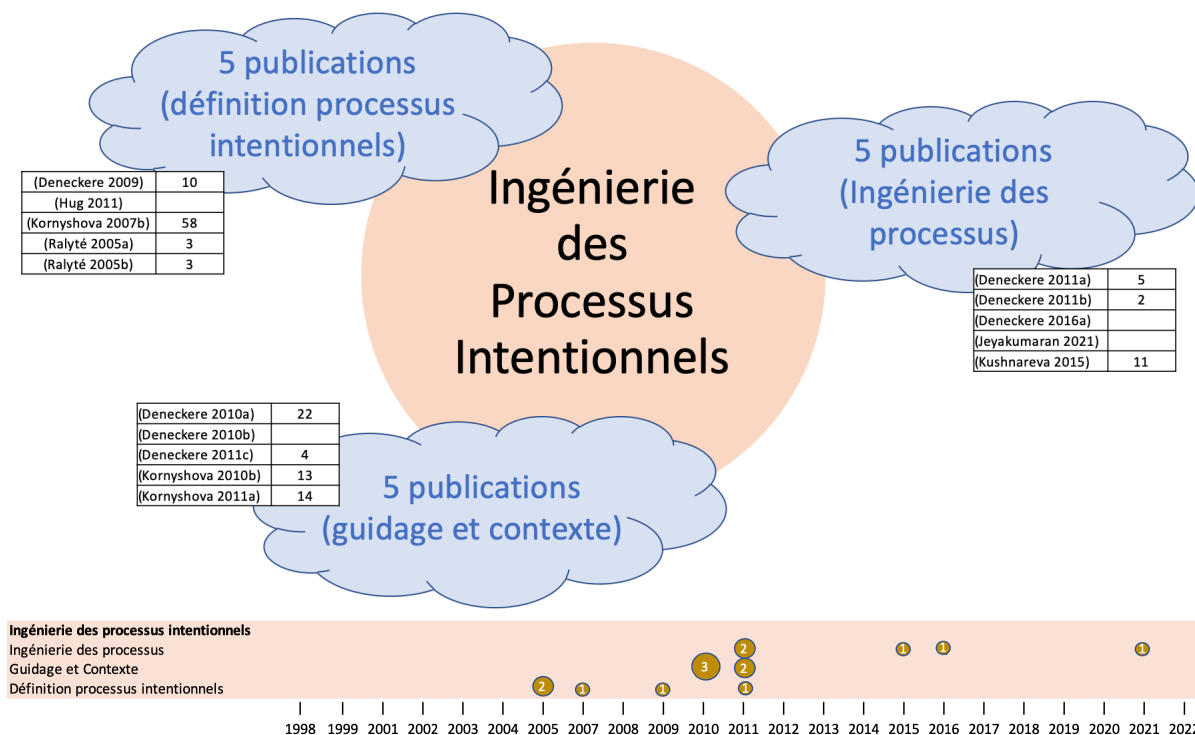 5 publications
(définition processus
intentionnels)
(Deneckere 2009) 10
(Hug 2011)
(Kornyshova 2007b) 58
(Ralyté 2005a) 3
(Ralyté 2005b) 3
Ingénierie
des
Processus
Intentionnels
5 publications
(Ingénierie des
processus)
(Deneckere 2011a) 5
(Deneckere 2011b) 2
(Deneckere 2016a)
(Jeyakumaran 2021)
(Kushnareva 2015) 11
(Deneckere 2010a) 22
(Deneckere 2010b)
(Deneckere 2011c) 4
(Kornyshova 2010b) 13
(Kornyshova 2011a) 14
5 publications
(guidage et contexte)
Ingénierie des processus intentionnels
Ingénierie des processus 2 1 1 1
Guidage et Contexte 3 2
Définition processus intentionnels 2 1 1 1
1998 1999 2001 2002 2003 2004 2005 2007 2008 2009 2010 2011 2012 2013 2014 2015 2016 2017 2018 2019 2020 2021 2022